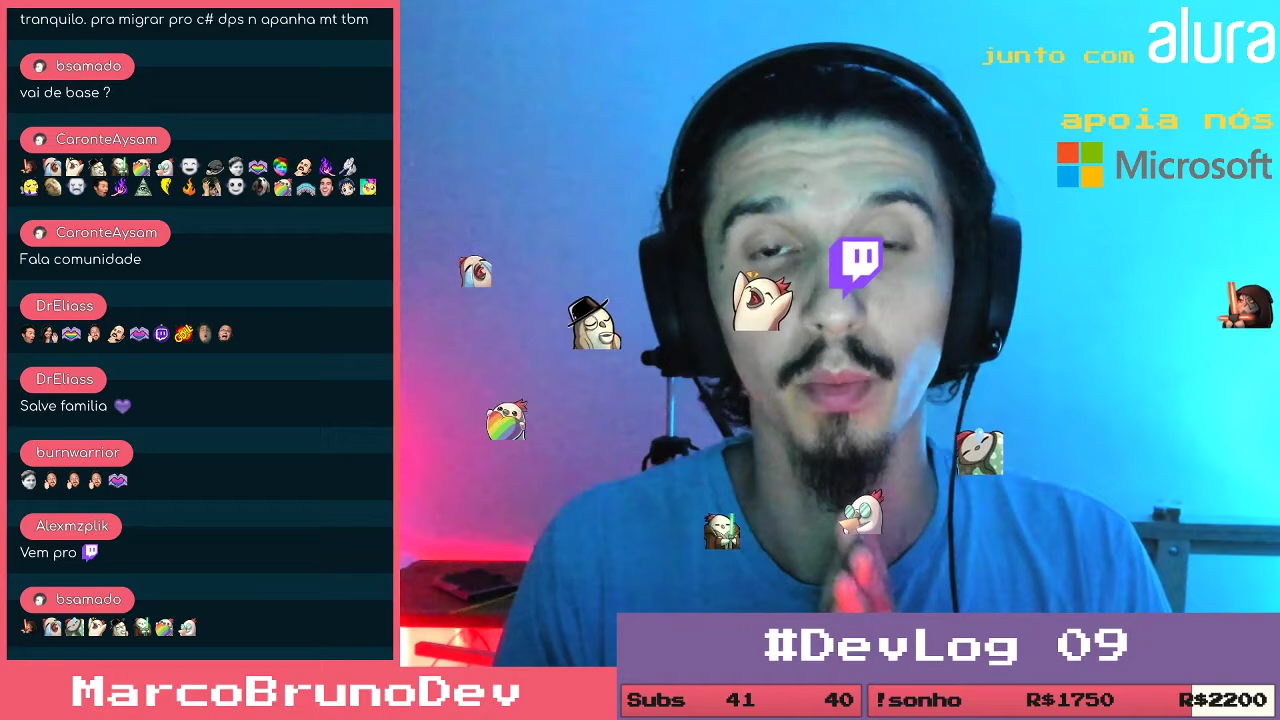 tranquilo. pra migrar pro c# dps n apanha mt tbm
bsamado
vai de base ?
CaronteAysam
CaronteAysam
Fala comunidade
DrEliass
DrEliass
Salve familia
burnwarrior
Alexmzplik
Vem pro
bsamado
MarcoBrunoDev
junto com alura
apoia nós
Microsoft
#DevLog 09
Subs 41 40 !sonho R$1750 R$2200